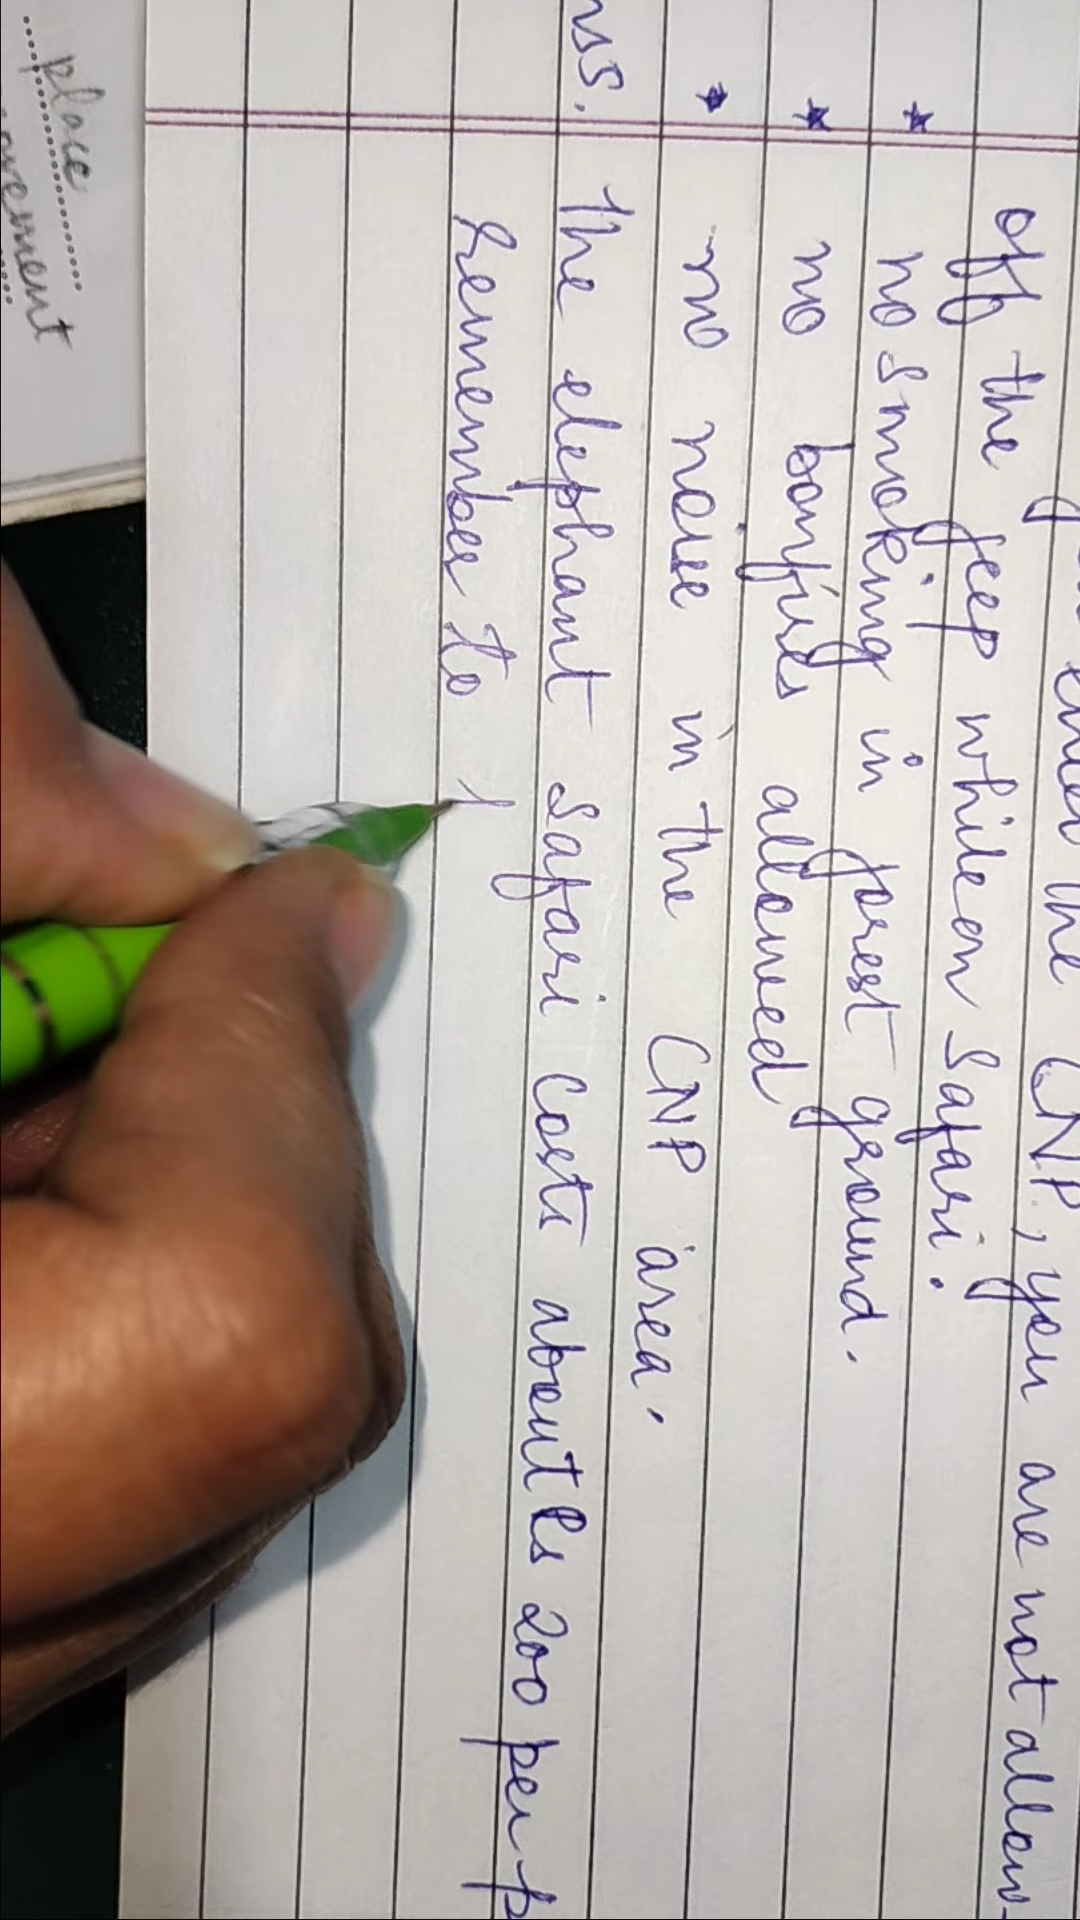 enter the CNP, you are not allow-
off the jeep while on Safari.
★ no smoking in forest ground.
★ no bonfires allowed
★ no noise in the CNP area.
ns. The elephant Safari costs about Rs 200 per p
Remember to
place